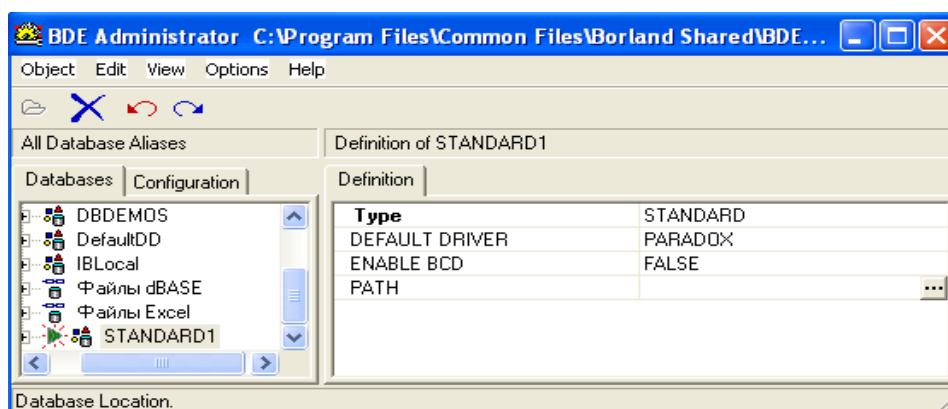 BDE Administrator C:\Program Files\Common Files\Borland Shared\BDE...
Object Edit View Options Help
All Database Aliases
Definition of STANDARD1
Databases Configuration
Definition
DBDEMOS
DefaultDD
IBLocal
Файлы dBASE
Файлы Excel
STANDARD1
Type STANDARD
DEFAULT DRIVER PARADOX
ENABLE BCD FALSE
PATH ...
Database Location.